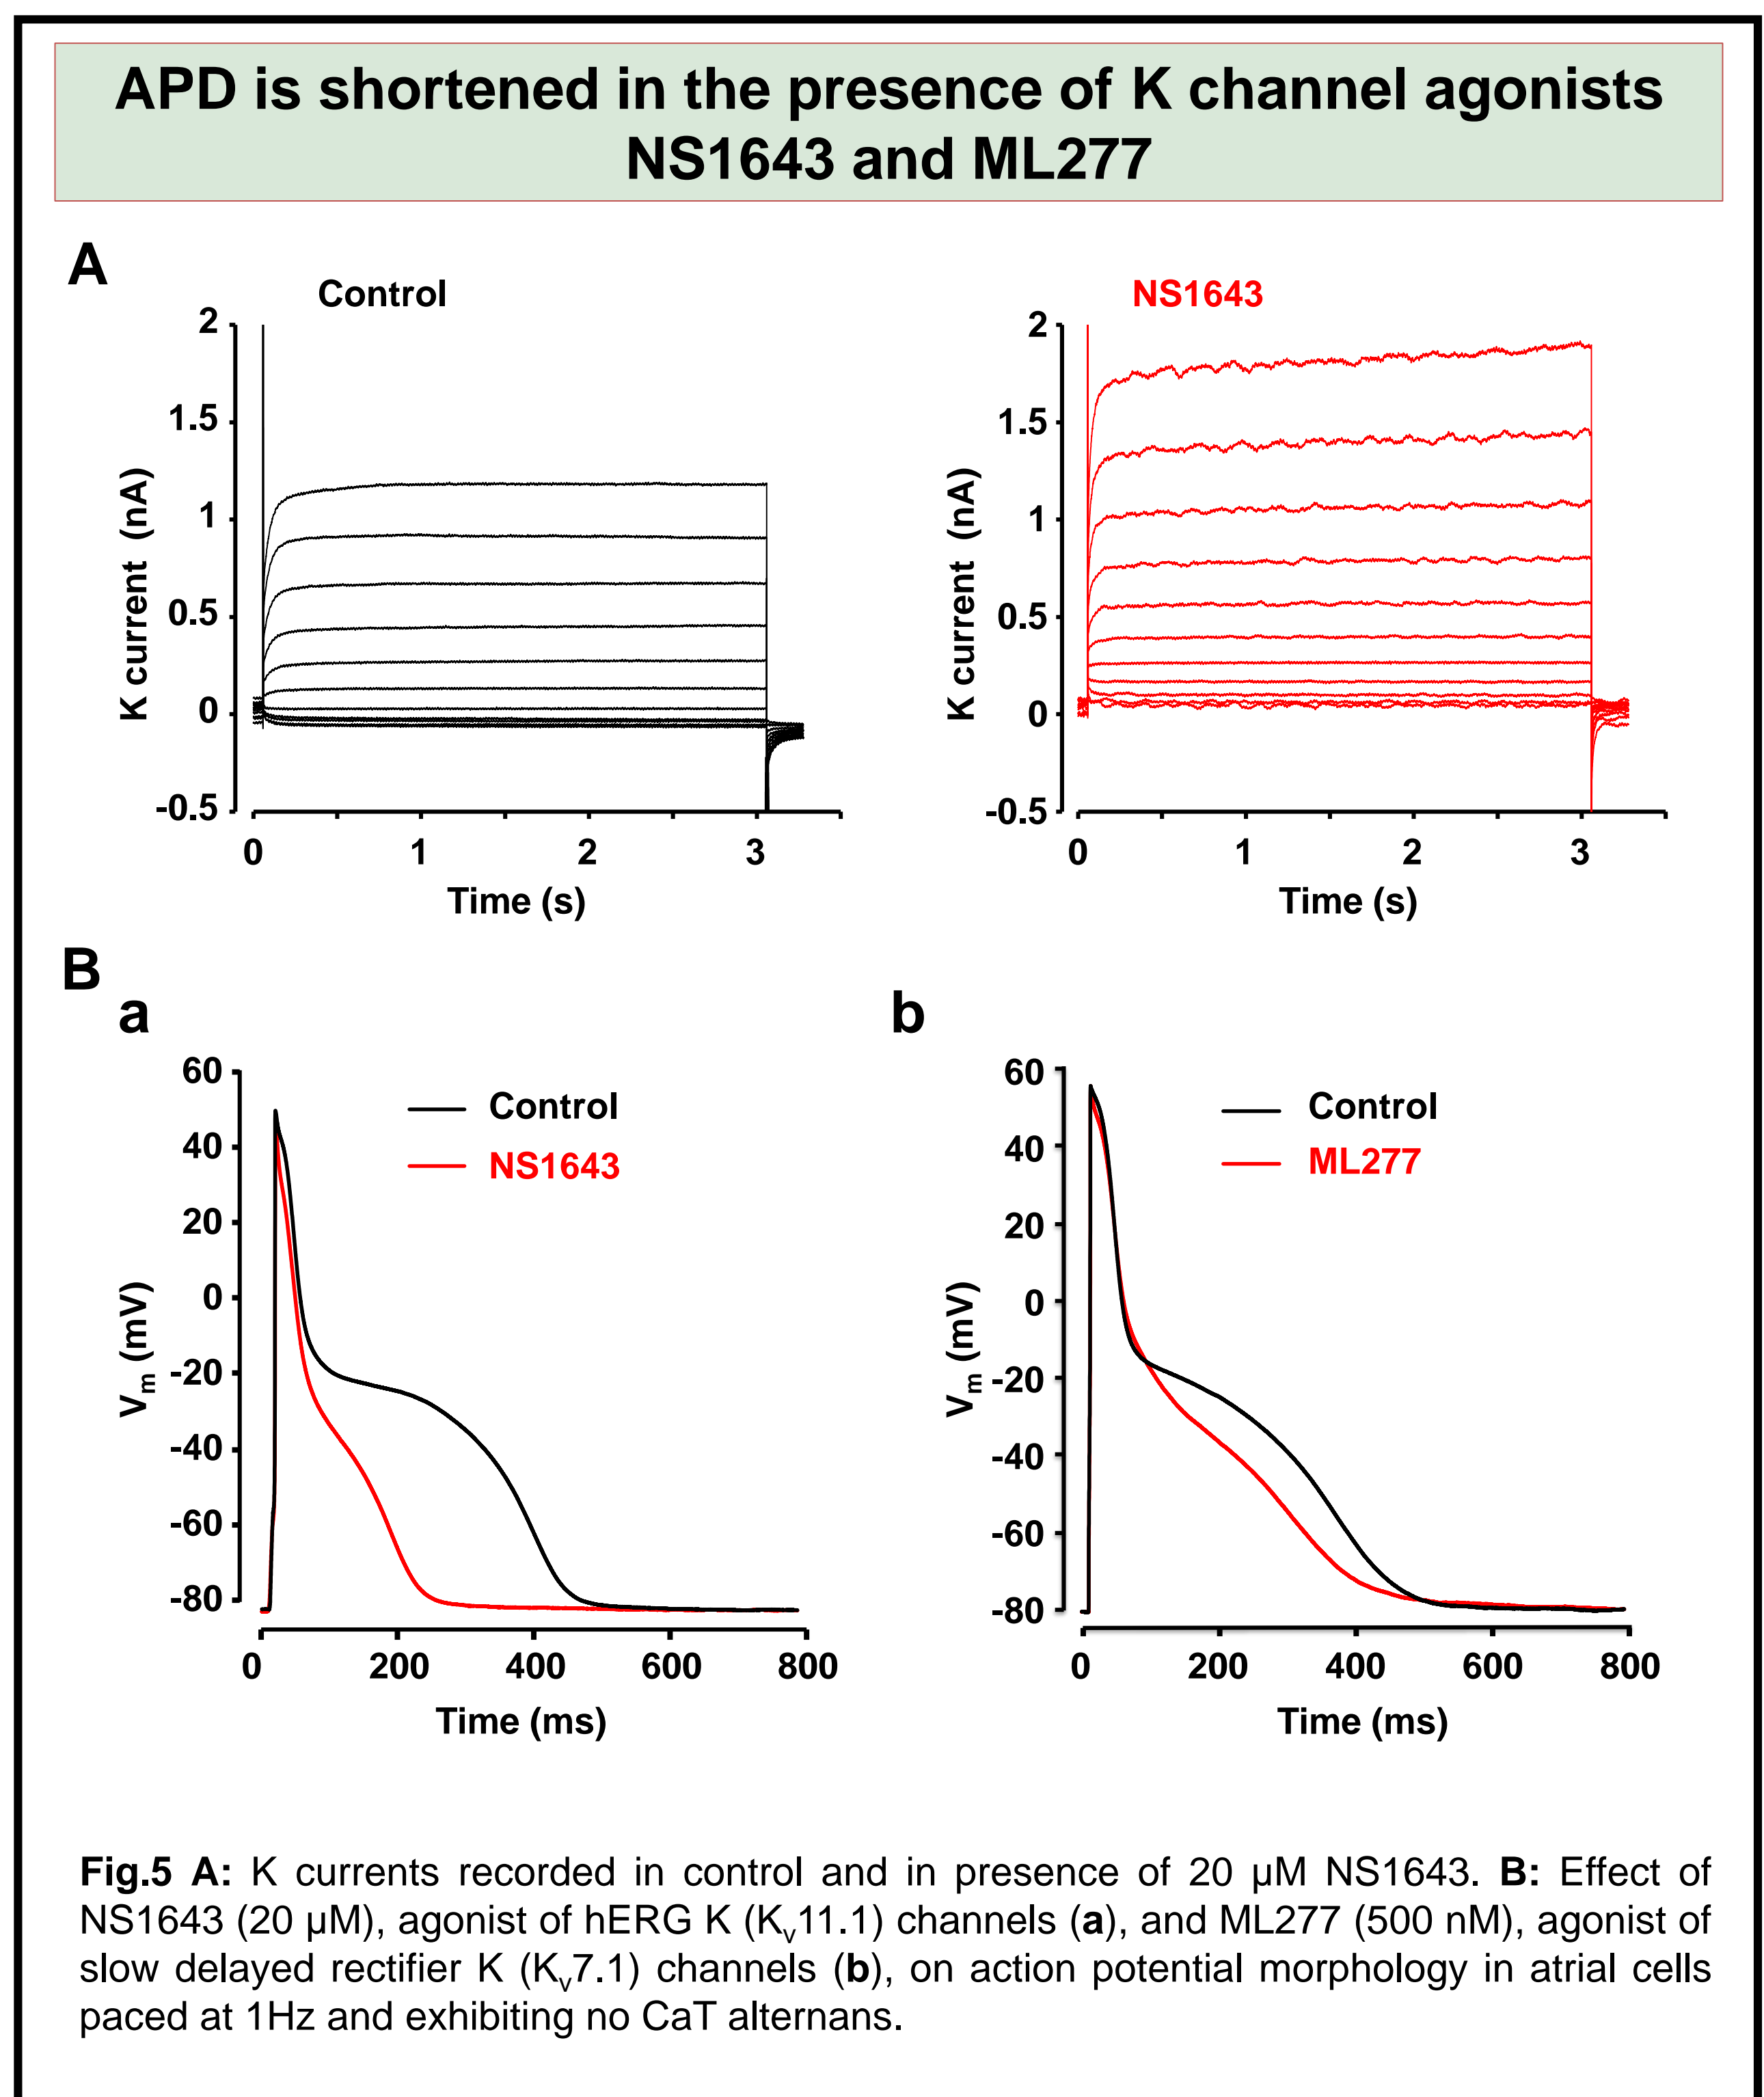 APD is shortened in the presence of K channel agonists
NS1643 and ML277
A
Control
2
1.5
1
0.5
0
-0.5
K current (nA)
0 1 2 3
Time (s)
NS1643
2
1.5
1
0.5
0
-0.5
K current (nA)
0 1 2 3
Time (s)
B
a
60
40
20
0
-20
-40
-60
-80
Vm (mV)
Control
NS1643
0 200 400 600 800
Time (ms)
b
60
40
20
0
-20
-40
-60
-80
Vm (mV)
Control
ML277
0 200 400 600 800
Time (ms)
Fig.5 A: K currents recorded in control and in presence of 20 µM NS1643. B: Effect of
NS1643 (20 µM), agonist of hERG K (Kv11.1) channels (a), and ML277 (500 nM), agonist of
slow delayed rectifier K (Kv7.1) channels (b), on action potential morphology in atrial cells
paced at 1Hz and exhibiting no CaT alternans.